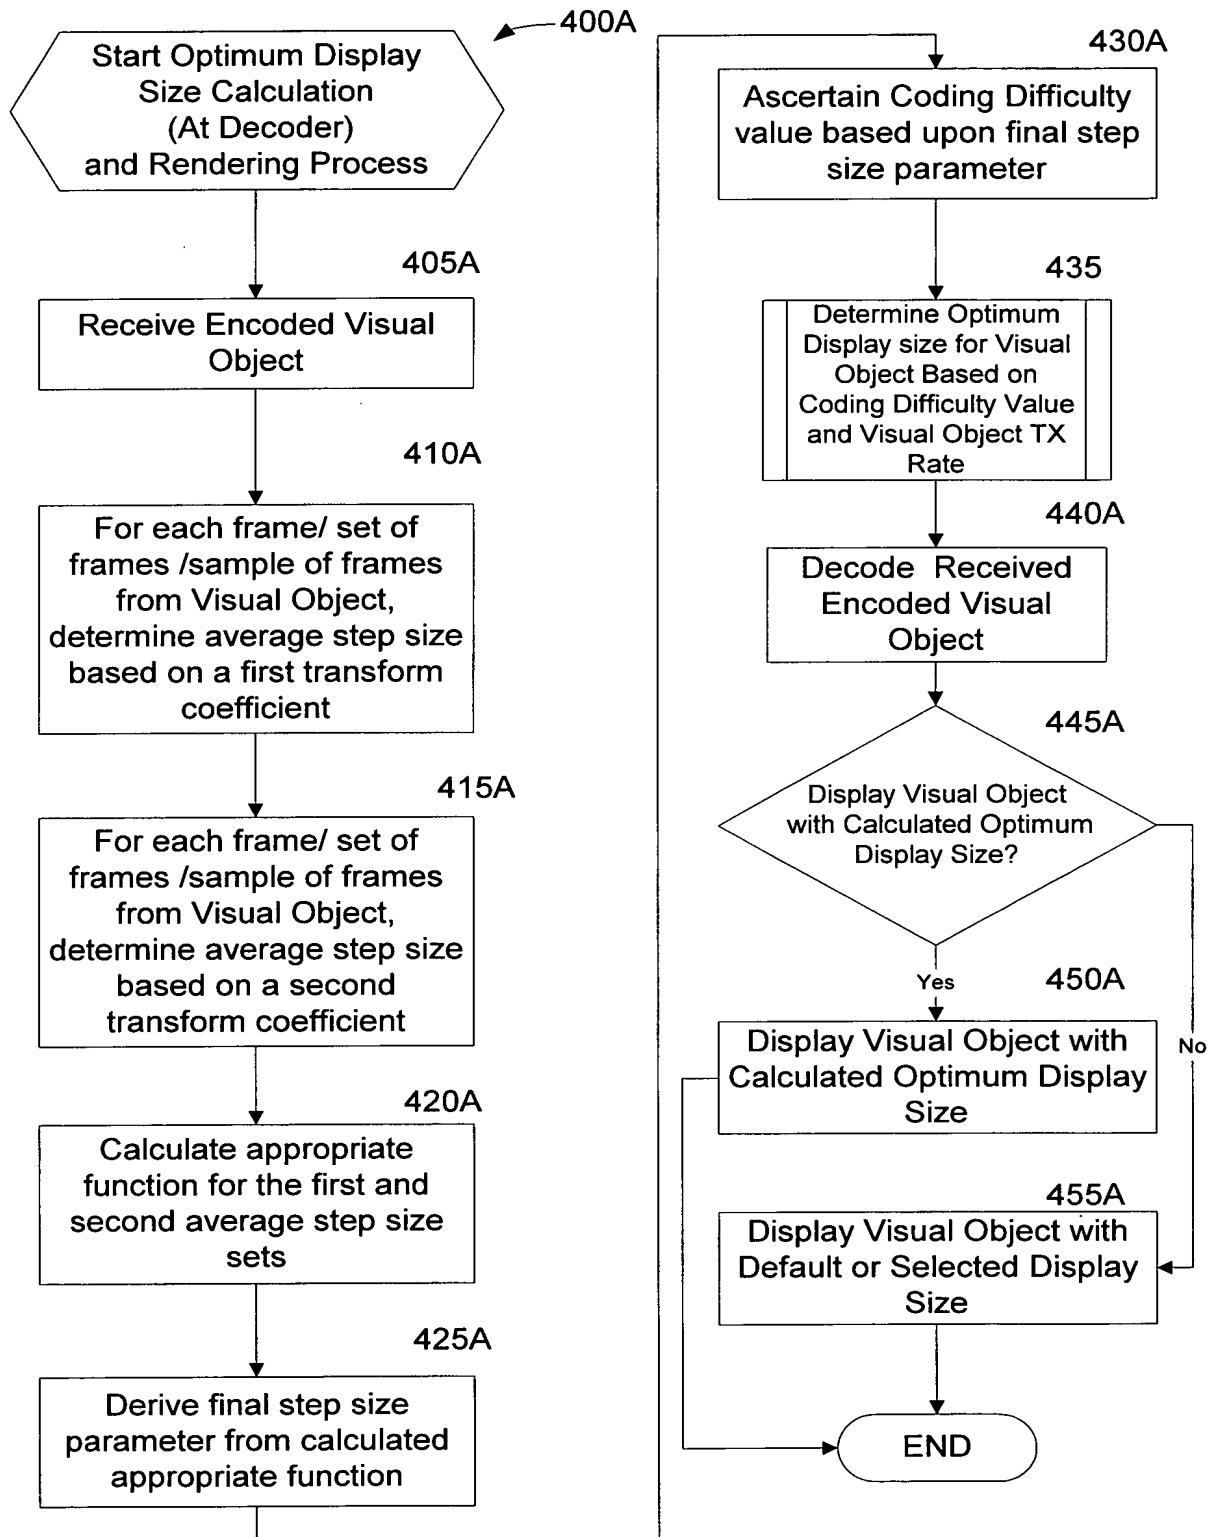 400A
Start Optimum Display
Size Calculation
(At Decoder)
and Rendering Process
405A
Receive Encoded Visual
Object
410A
For each frame/ set of
frames /sample of frames
from Visual Object,
determine average step size
based on a first transform
coefficient
415A
For each frame/ set of
frames /sample of frames
from Visual Object,
determine average step size
based on a second
transform coefficient
420A
Calculate appropriate
function for the first and
second average step size
sets
425A
Derive final step size
parameter from calculated
appropriate function
430A
Ascertain Coding Difficulty
value based upon final step
size parameter
435
Determine Optimum
Display size for Visual
Object Based on
Coding Difficulty Value
and Visual Object TX
Rate
440A
Decode Received
Encoded Visual
Object
445A
Display Visual Object
with Calculated Optimum
Display Size?
Yes
No
450A
Display Visual Object with
Calculated Optimum Display
Size
455A
Display Visual Object with
Default or Selected Display
Size
END